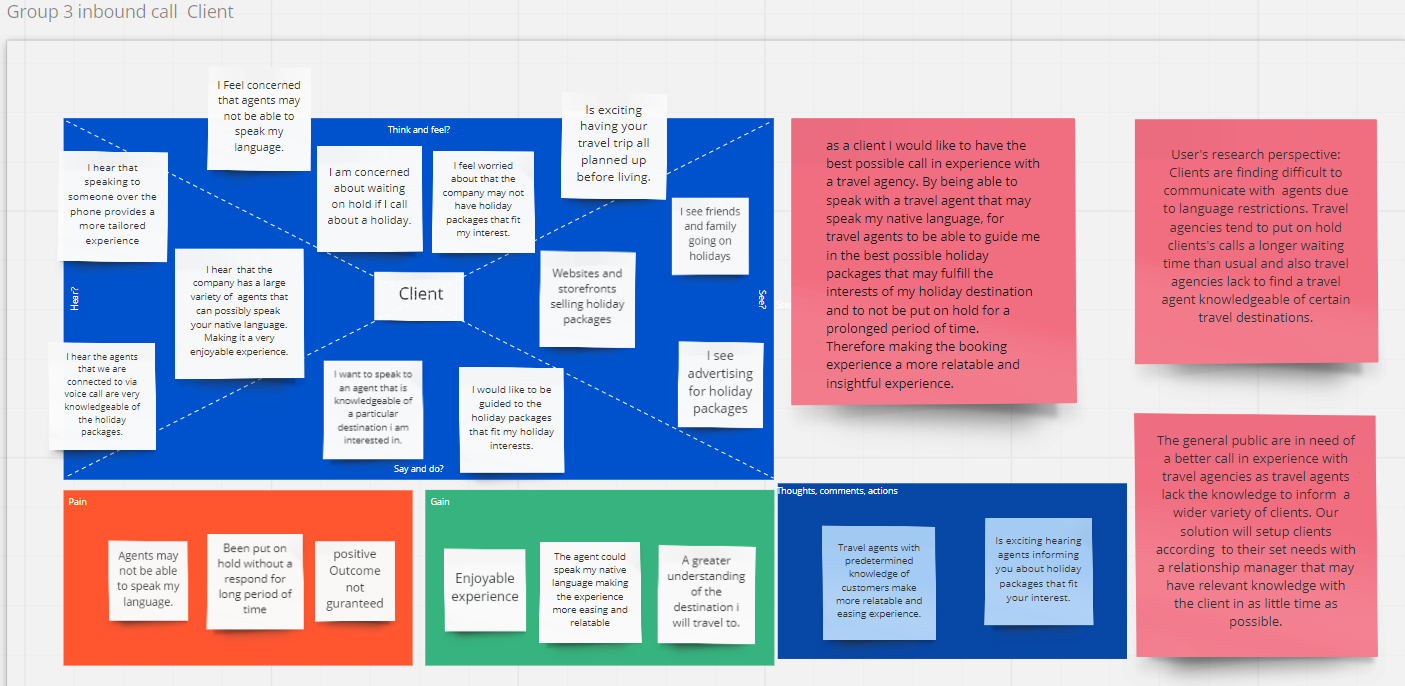 Group 3 inbound call  Client
Think and feel?
I Feel concerned
that agents may
not be able to
speak my
language.
I am concerned
about waiting
on hold if I call
about a holiday.
I feel worried
about that the
company may not
have holiday
packages that fit
my interest.
Is exciting
having your
travel trip all
planned up
before living.
Hear?
I hear that
speaking to
someone over the
phone provides a
more tailored
experience
I hear  that the
company has a large
variety of  agents that
can possibly speak
your native language.
Making it a very
enjoyable experience.
I hear the agents
that we are
connected to via
voice call are very
knowledgeable of
the holiday
packages.
Client
See?
I see friends
and family
going on
holidays
Websites and
storefronts
selling holiday
packages
I see
advertising
for holiday
packages
I want to speak to
an agent that is
knowledgeable of
a particular
destination i am
interested in.
I would like to be
guided to the
holiday packages
that fit my holiday
interests.
Say and do?
Pain
Agents may
not be able
to speak my
language.
Been put on
hold without a
respond for
long period of
time
positive
Outcome
not
guranteed
Gain
Enjoyable
experience
The agent could
speak my native
language making
the experience
more easing and
relatable
A greater
understanding
of the
destination i
will travel to.
Thoughts, comments, actions
Travel agents with
predetermined
knowledge of
customers make
more relatable and
easing experience.
Is exciting hearing
agents informing
you about holiday
packages that fit
your interest.
as a client I would like to have the
best possible call in experience with
a travel agency. By being able to
speak with a travel agent that may
speak my native language, for
travel agents to be able to guide me
in the best possible holiday
packages that may fulfill the
interests of my holiday destination
and to not be put on hold for a
prolonged period of time.
Therefore making the booking
experience a more relatable and
insightful experience.
User's research perspective:
Clients are finding difficult to
communicate with  agents due
to language restrictions. Travel
agencies tend to put on hold
clients's calls a longer waiting
time than usual and also travel
agencies lack to find a travel
agent knowledgeable of certain
travel destinations.
The general public are in need of
a better call in experience with
travel agencies as travel agents
lack the knowledge to inform  a
wider variety of clients. Our
solution will setup clients
according  to their set needs with
a relationship manager that may
have relevant knowledge with
the client in as little time as
possible.